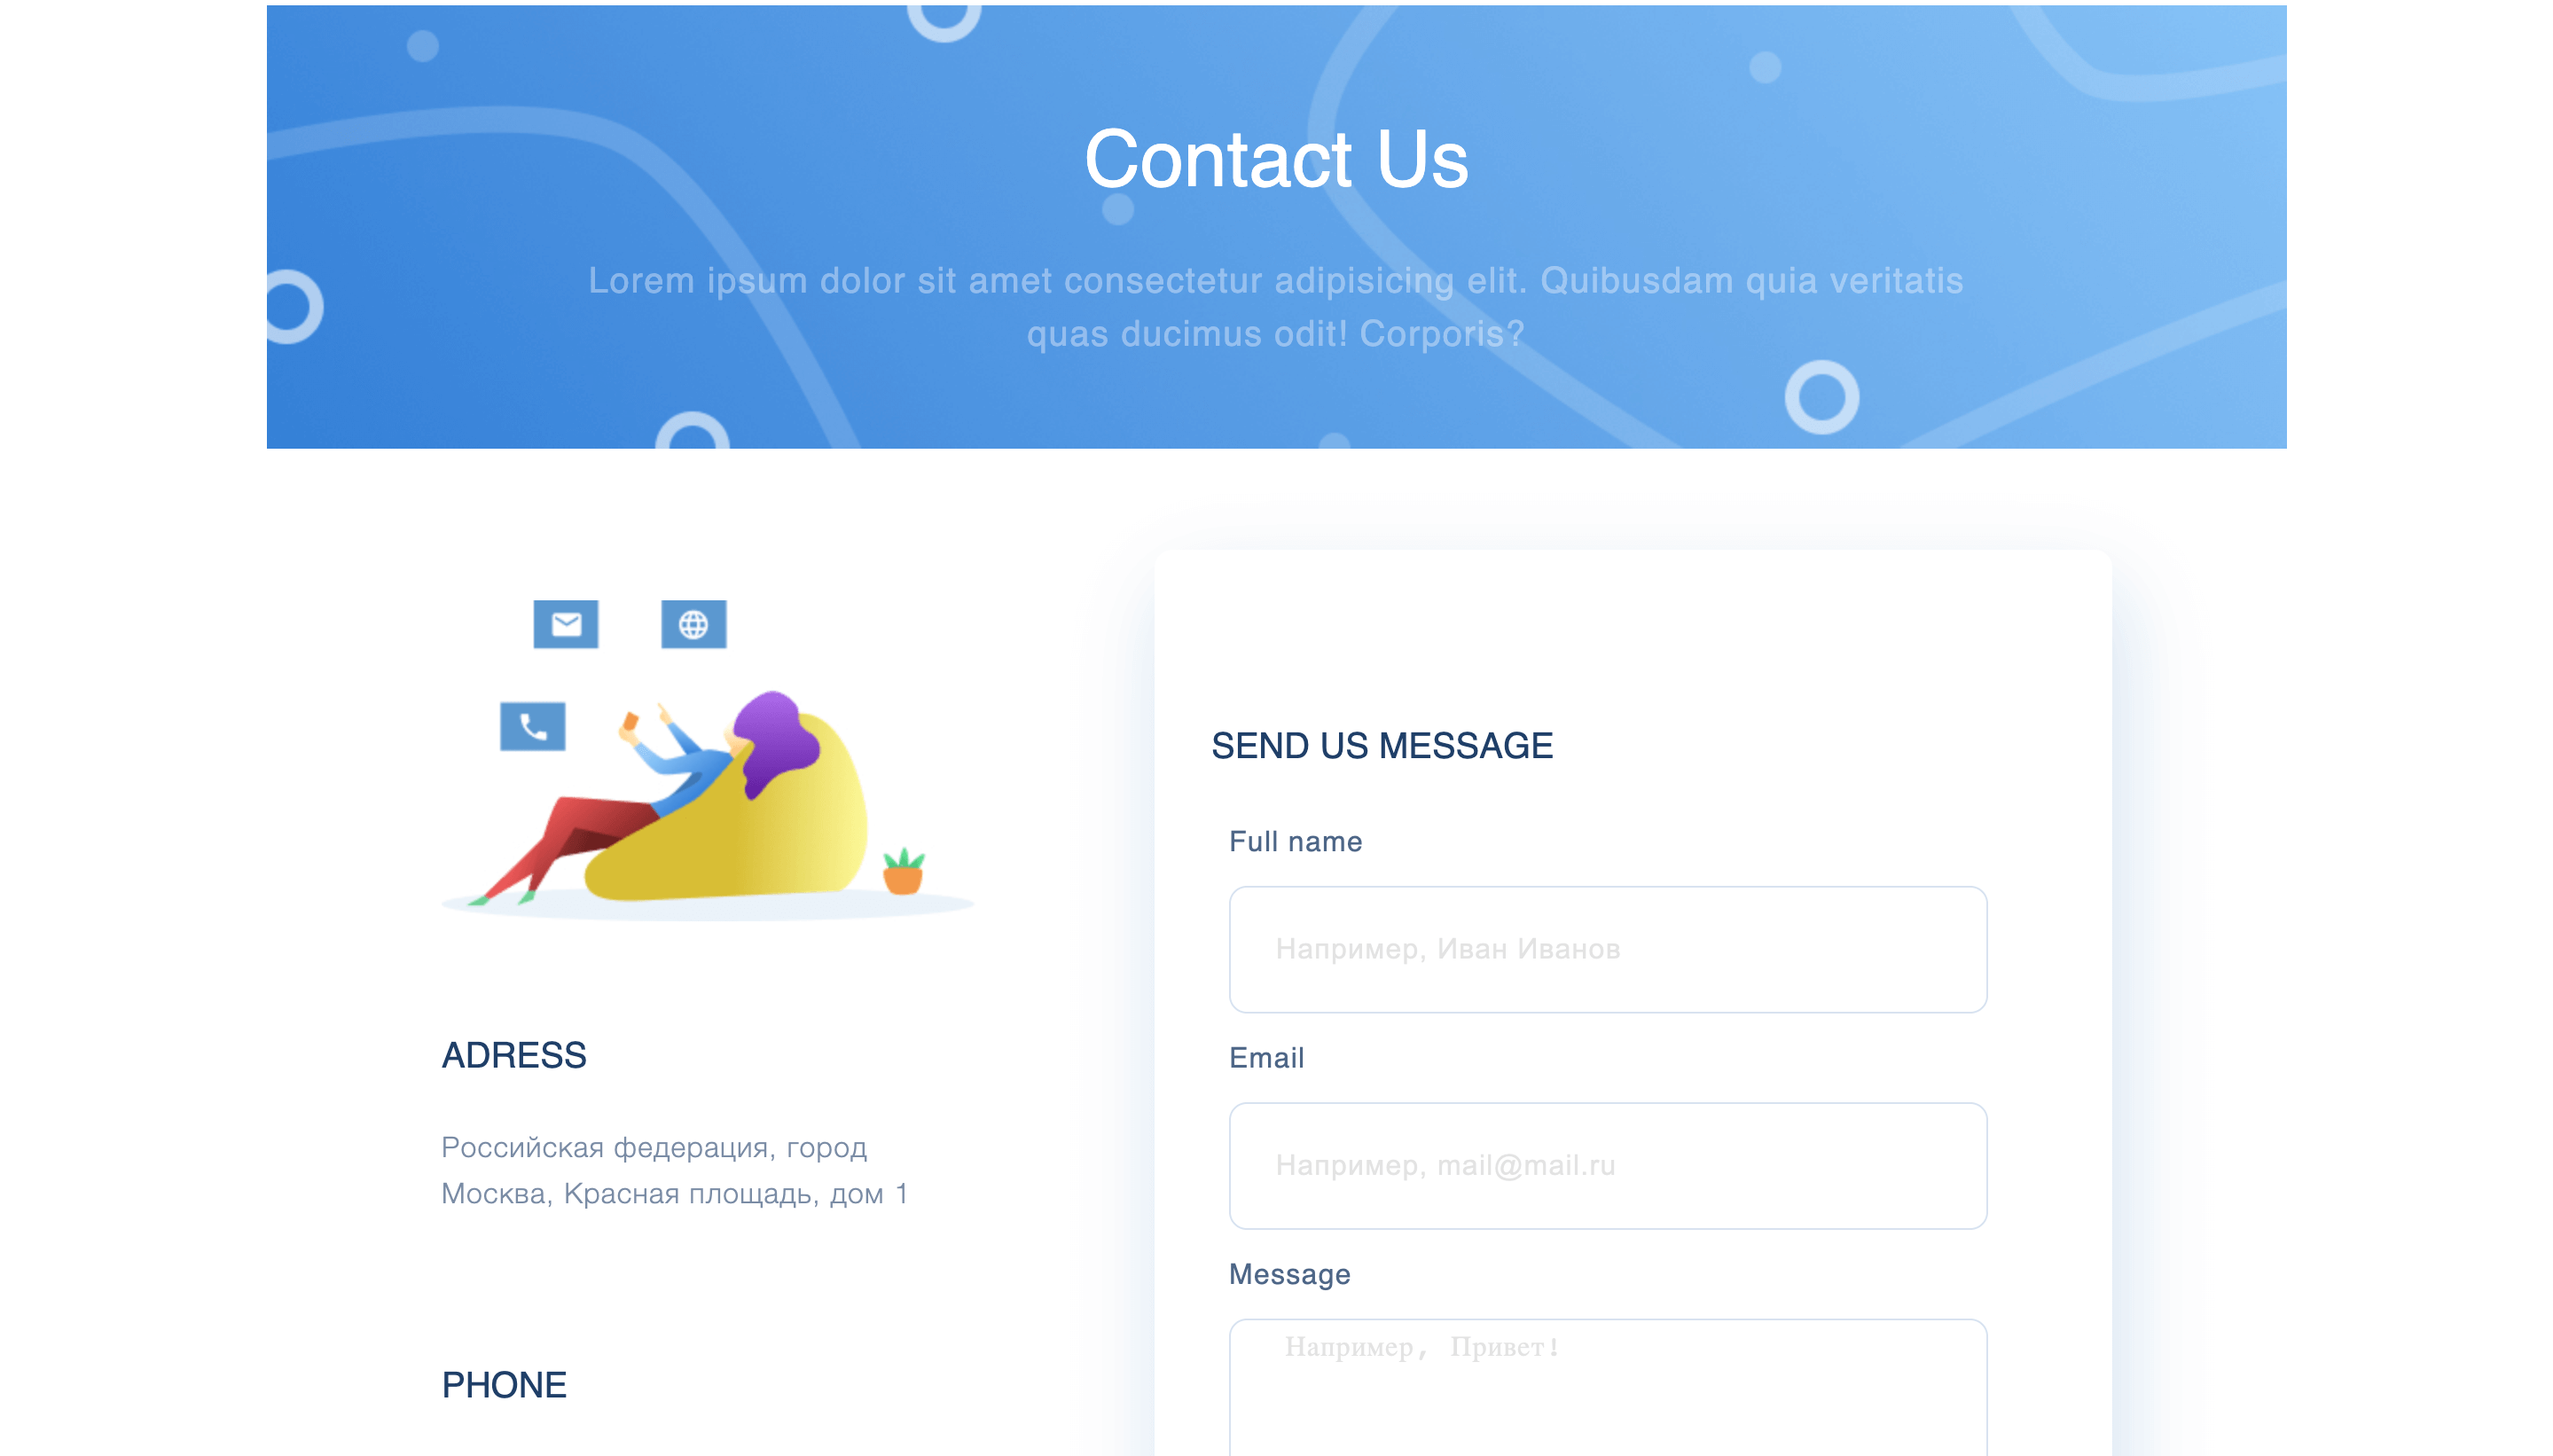 Contact Us
Lorem ipsum dolor sit amet consectetur adipisicing elit. Quibusdam quia veritatis
quas ducimus odit! Corporis?
ADRESS
Российская федерация, город
Москва, Красная площадь, дом 1
PHONE
SEND US MESSAGE
Full name
Например, Иван Иванов
Email
Например, mail@mail.ru
Message
Например, Привет!